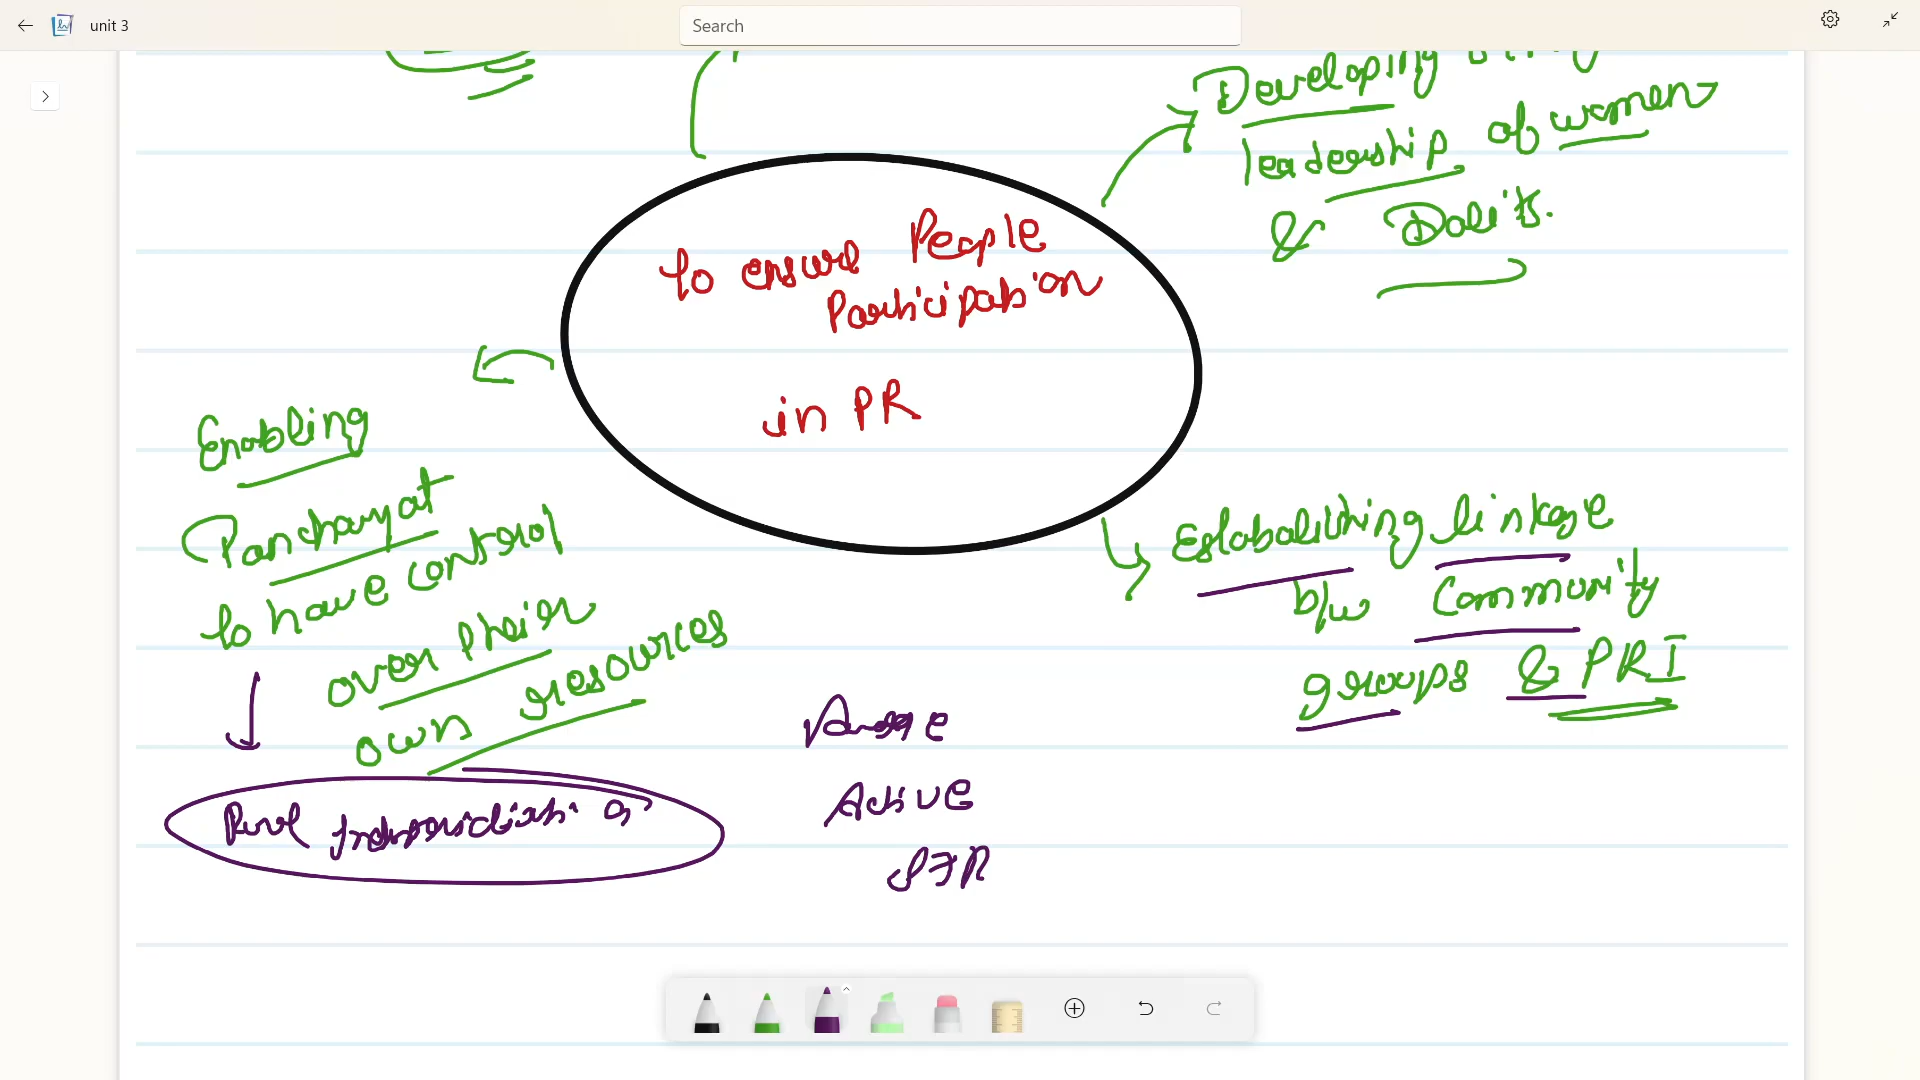 unit 3
Search
Developing
leadership of women
& Dalits.
to ensure People
Participation
in PR
Enabling
Panchayat
to have control
over their
own resources
Establishing linkage
b/w Community
groups & PRI
Active